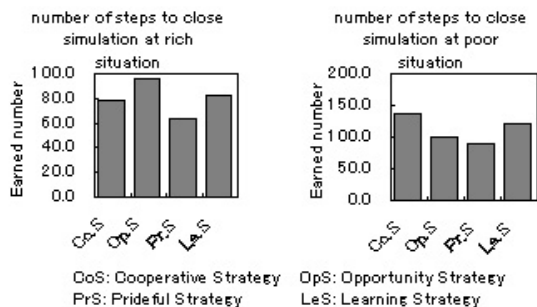 number of steps to close
simulation at rich
situation
100.0
80.0
60.0
40.0
20.0
0.0
Earned number
Co.S
Op.S
Pr.S
Le.S
number of steps to close
simulation at poor
situation
200.0
150.0
100.0
50.0
0.0
Earned number
Co.S
Op.S
Pr.S
Le.S
CoS: Cooperative Strategy OpS: Opportunity Strategy
PrS: Prideful Strategy LeS: Learning Strategy